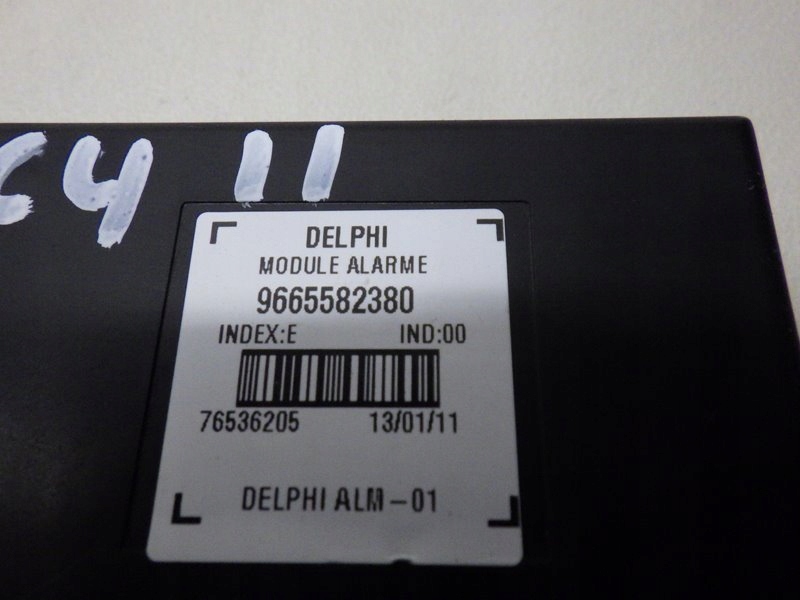 C4 11
DELPHI
MODULE ALARME
9665582380
INDEX:E IND:00
76536205 13/01/11
DELPHI ALM-01